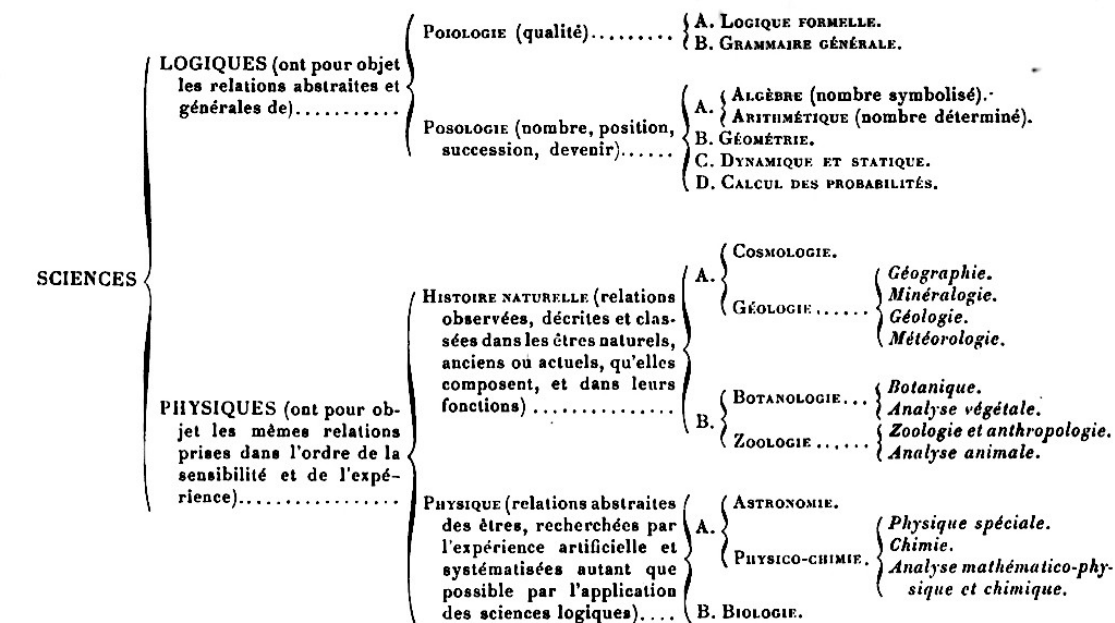 SCIENCES
LOGIQUES (ont pour objet
les relations abstraites et
générales de)...........
POIOLOGIE (qualité).........
A. LOGIQUE FORMELLE.
B. GRAMMAIRE GÉNÉRALE.
POSOLOGIE (nombre, position,
succession, devenir)......
A.
ALGÈBRE (nombre symbolisé).
ARITHMÉTIQUE (nombre déterminé).
B. GÉOMÉTRIE.
C. DYNAMIQUE ET STATIQUE.
D. CALCUL DES PROBABILITÉS.
PHYSIQUES (ont pour ob-
jet les mêmes relations
prises dans l'ordre de la
sensibilité et de l'expé-
rience).................
HISTOIRE NATURELLE (relations
observées, décrites et clas-
sées dans les êtres naturels,
anciens ou actuels, qu'elles
composent, et dans leurs
fonctions) ...............
A.
COSMOLOGIE.
GÉOLOGIE ......
Géographie.
Minéralogie.
Géologie.
Météorologie.
B.
BOTANOLOGIE...
Botanique.
Analyse végétale.
ZOOLOGIE ......
Zoologie et anthropologie.
Analyse animale.
PHYSIQUE (relations abstraites
des êtres, recherchées par
l'expérience artificielle et
systématisées autant que
possible par l'application
des sciences logiques)....
A.
ASTRONOMIE.
PHYSICO-CHIMIE.
Physique spéciale.
Chimie.
Analyse mathématico-phy-
sique et chimique.
B. BIOLOGIE.